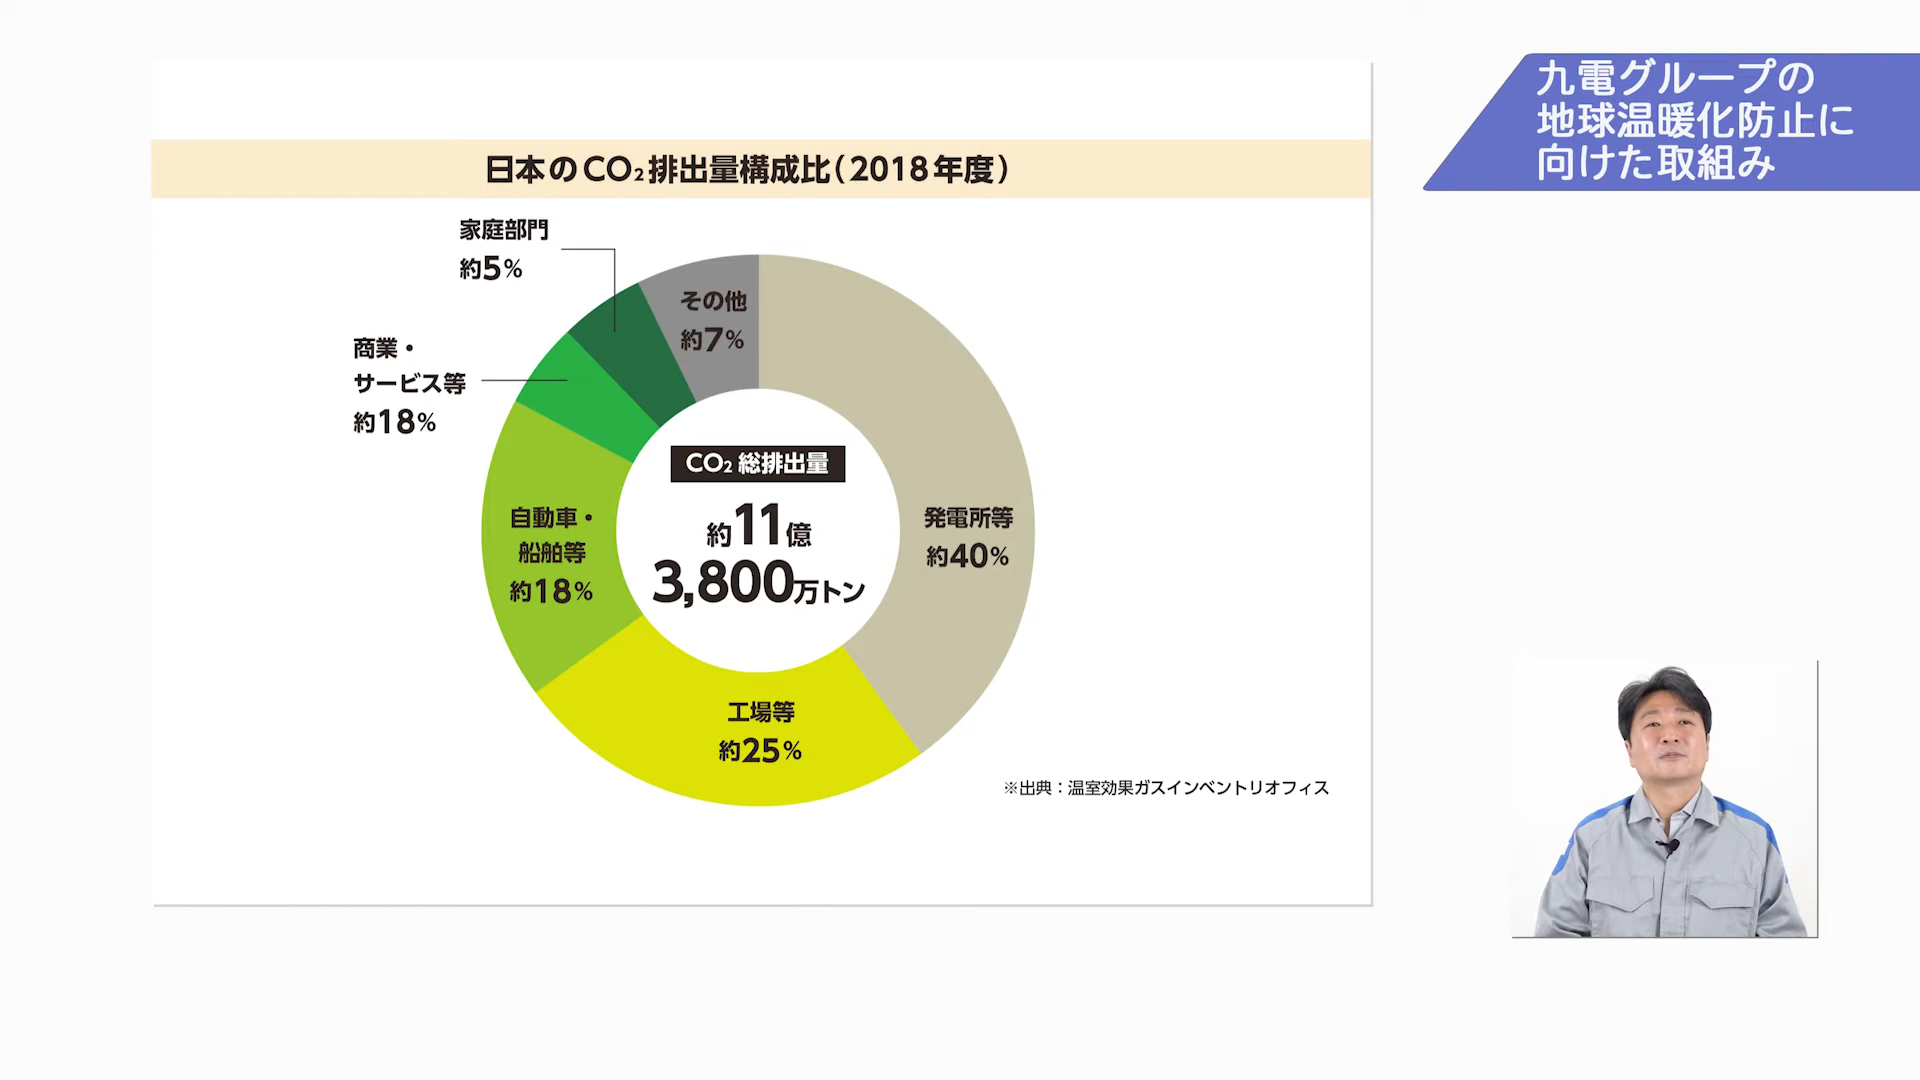 九電グループの
地球温暖化防止に
向けた取組み
日本のCO₂排出量構成比(2018年度)
家庭部門
約5%
その他
約7%
商業・
サービス等
約18%
CO₂ 総排出量
約11億
3,800万トン
発電所等
約40%
自動車・
船舶等
約18%
工場等
約25%
※出典：温室効果ガスインベントリオフィス